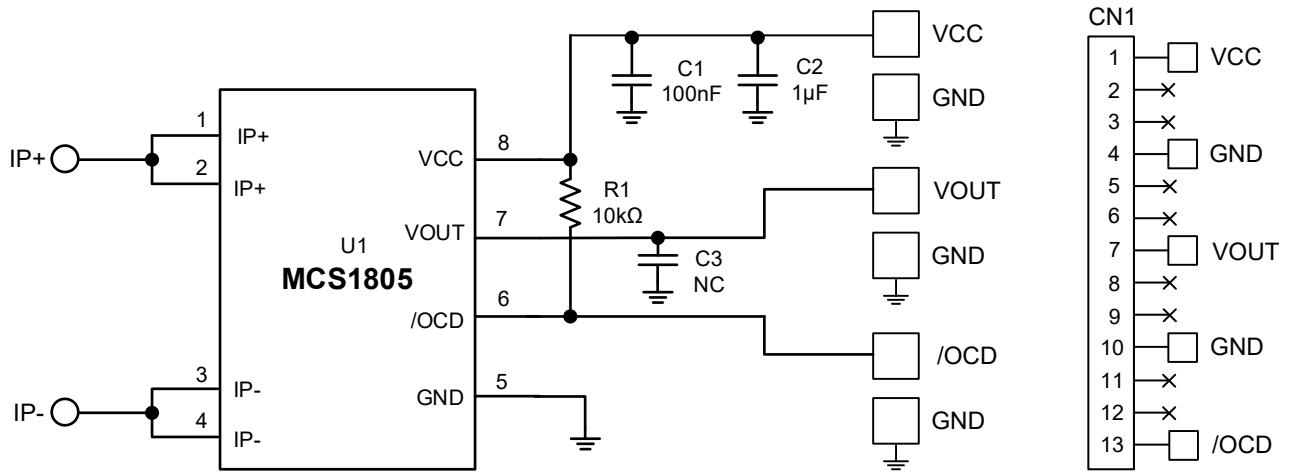 IP+
1
IP+
2
IP+
IP-
3
IP-
4
IP-
U1
MCS1805
VCC
8
VOUT
7
/OCD
6
GND
5
R1
10kΩ
C1
100nF
C2
1μF
C3
NC
VCC
GND
VOUT
GND
/OCD
GND
CN1
1 VCC
2
3
4 GND
5
6
7 VOUT
8
9
10 GND
11
12
13 /OCD